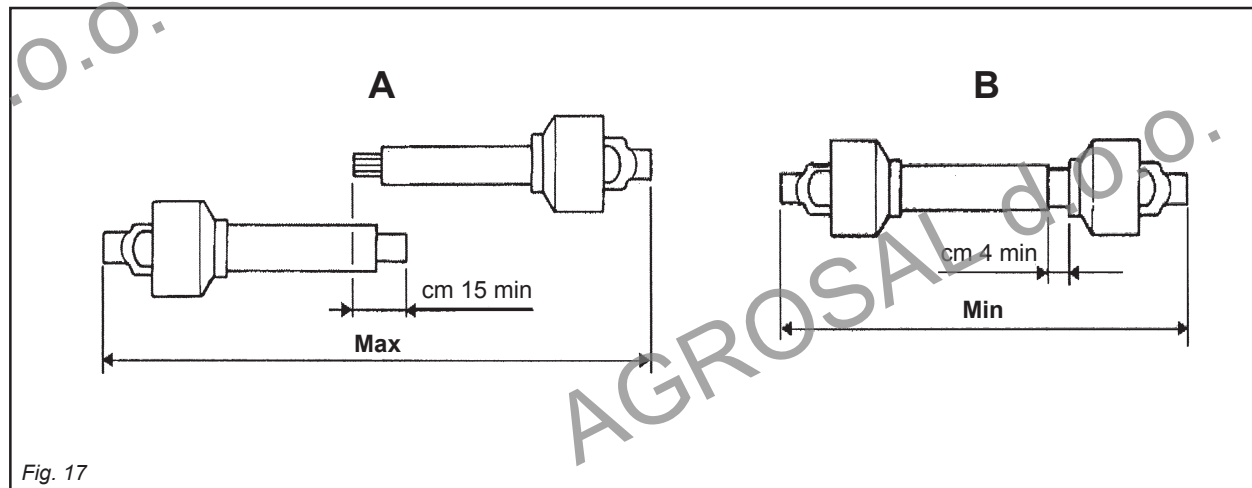 .o.o.
A
B
cm 15 min
Max
cm 4 min
Min
AGROSAL d.o.o.
Fig. 17